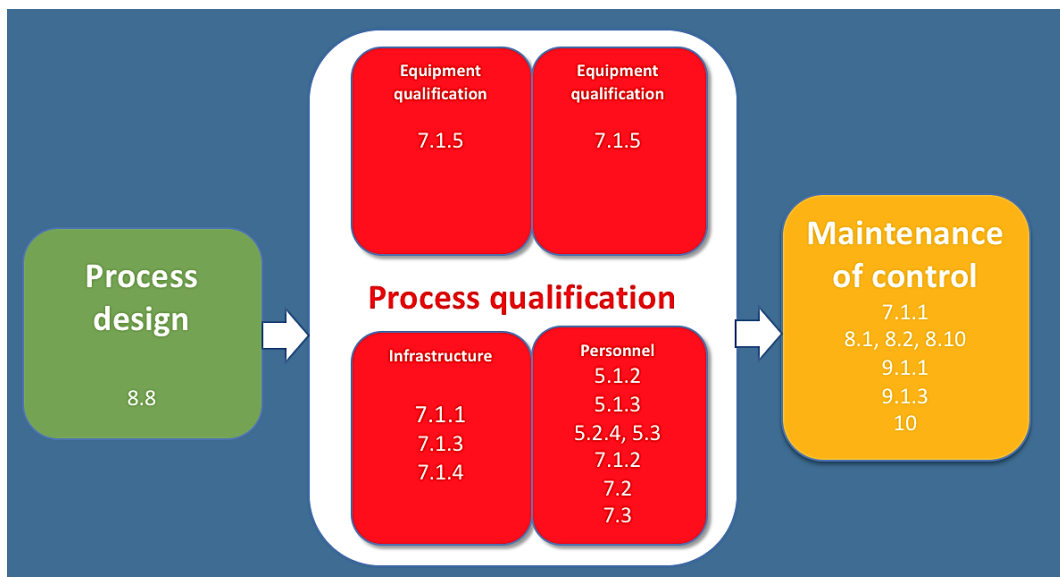 Process
design
8.8
Equipment
qualification
7.1.5
Equipment
qualification
7.1.5
Process qualification
Infrastructure
7.1.1
7.1.3
7.1.4
Personnel
5.1.2
5.1.3
5.2.4, 5.3
7.1.2
7.2
7.3
Maintenance
of control
7.1.1
8.1, 8.2, 8.10
9.1.1
9.1.3
10